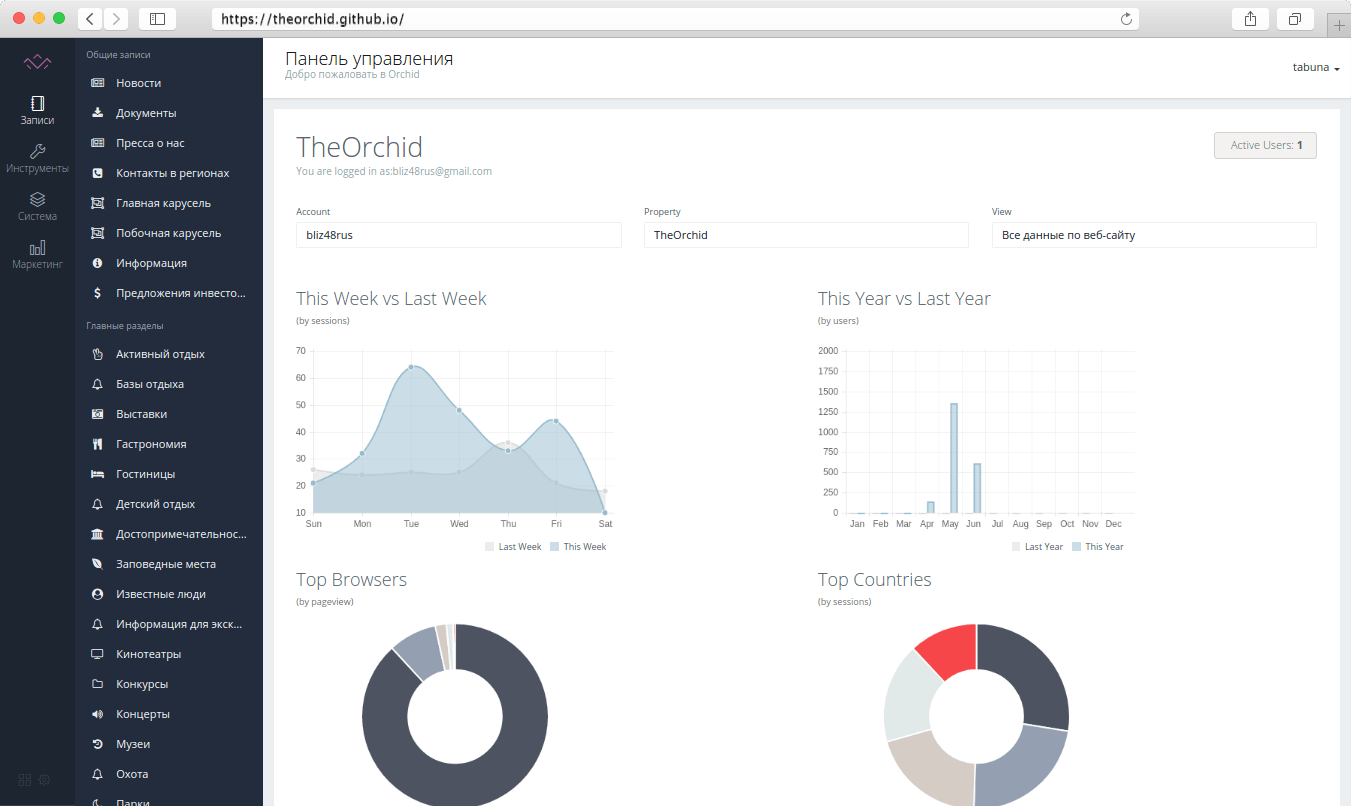 https://theorchid.github.io/
Записи
Инструменты
Система
Маркетинг
Общие записи
Новости
Документы
Пресса о нас
Контакты в регионах
Главная карусель
Побочная карусель
Информация
Предложения инвесто...
Главные разделы
Активный отдых
Базы отдыха
Выставки
Гастрономия
Гостиницы
Детский отдых
Достопримечательнос...
Заповедные места
Известные люди
Информация для экск...
Кинотеатры
Конкурсы
Концерты
Музеи
Охота
Парки
Панель управления
Добро пожаловать в Orchid
tabuna
TheOrchid
You are logged in as:bliz48rus@gmail.com
Active Users: 1
Account
Property
View
bliz48rus
TheOrchid
Все данные по веб-сайту
This Week vs Last Week
(by sessions)
70
60
50
40
30
20
10
Sun Mon Tue Wed Thu Fri Sat
Last Week This Week
This Year vs Last Year
(by users)
2000
1750
1500
1250
1000
750
500
250
0
Jan Feb Mar Apr May Jun Jul Aug Sep Oct Nov Dec
Last Year This Year
Top Browsers
(by pageview)
Top Countries
(by sessions)